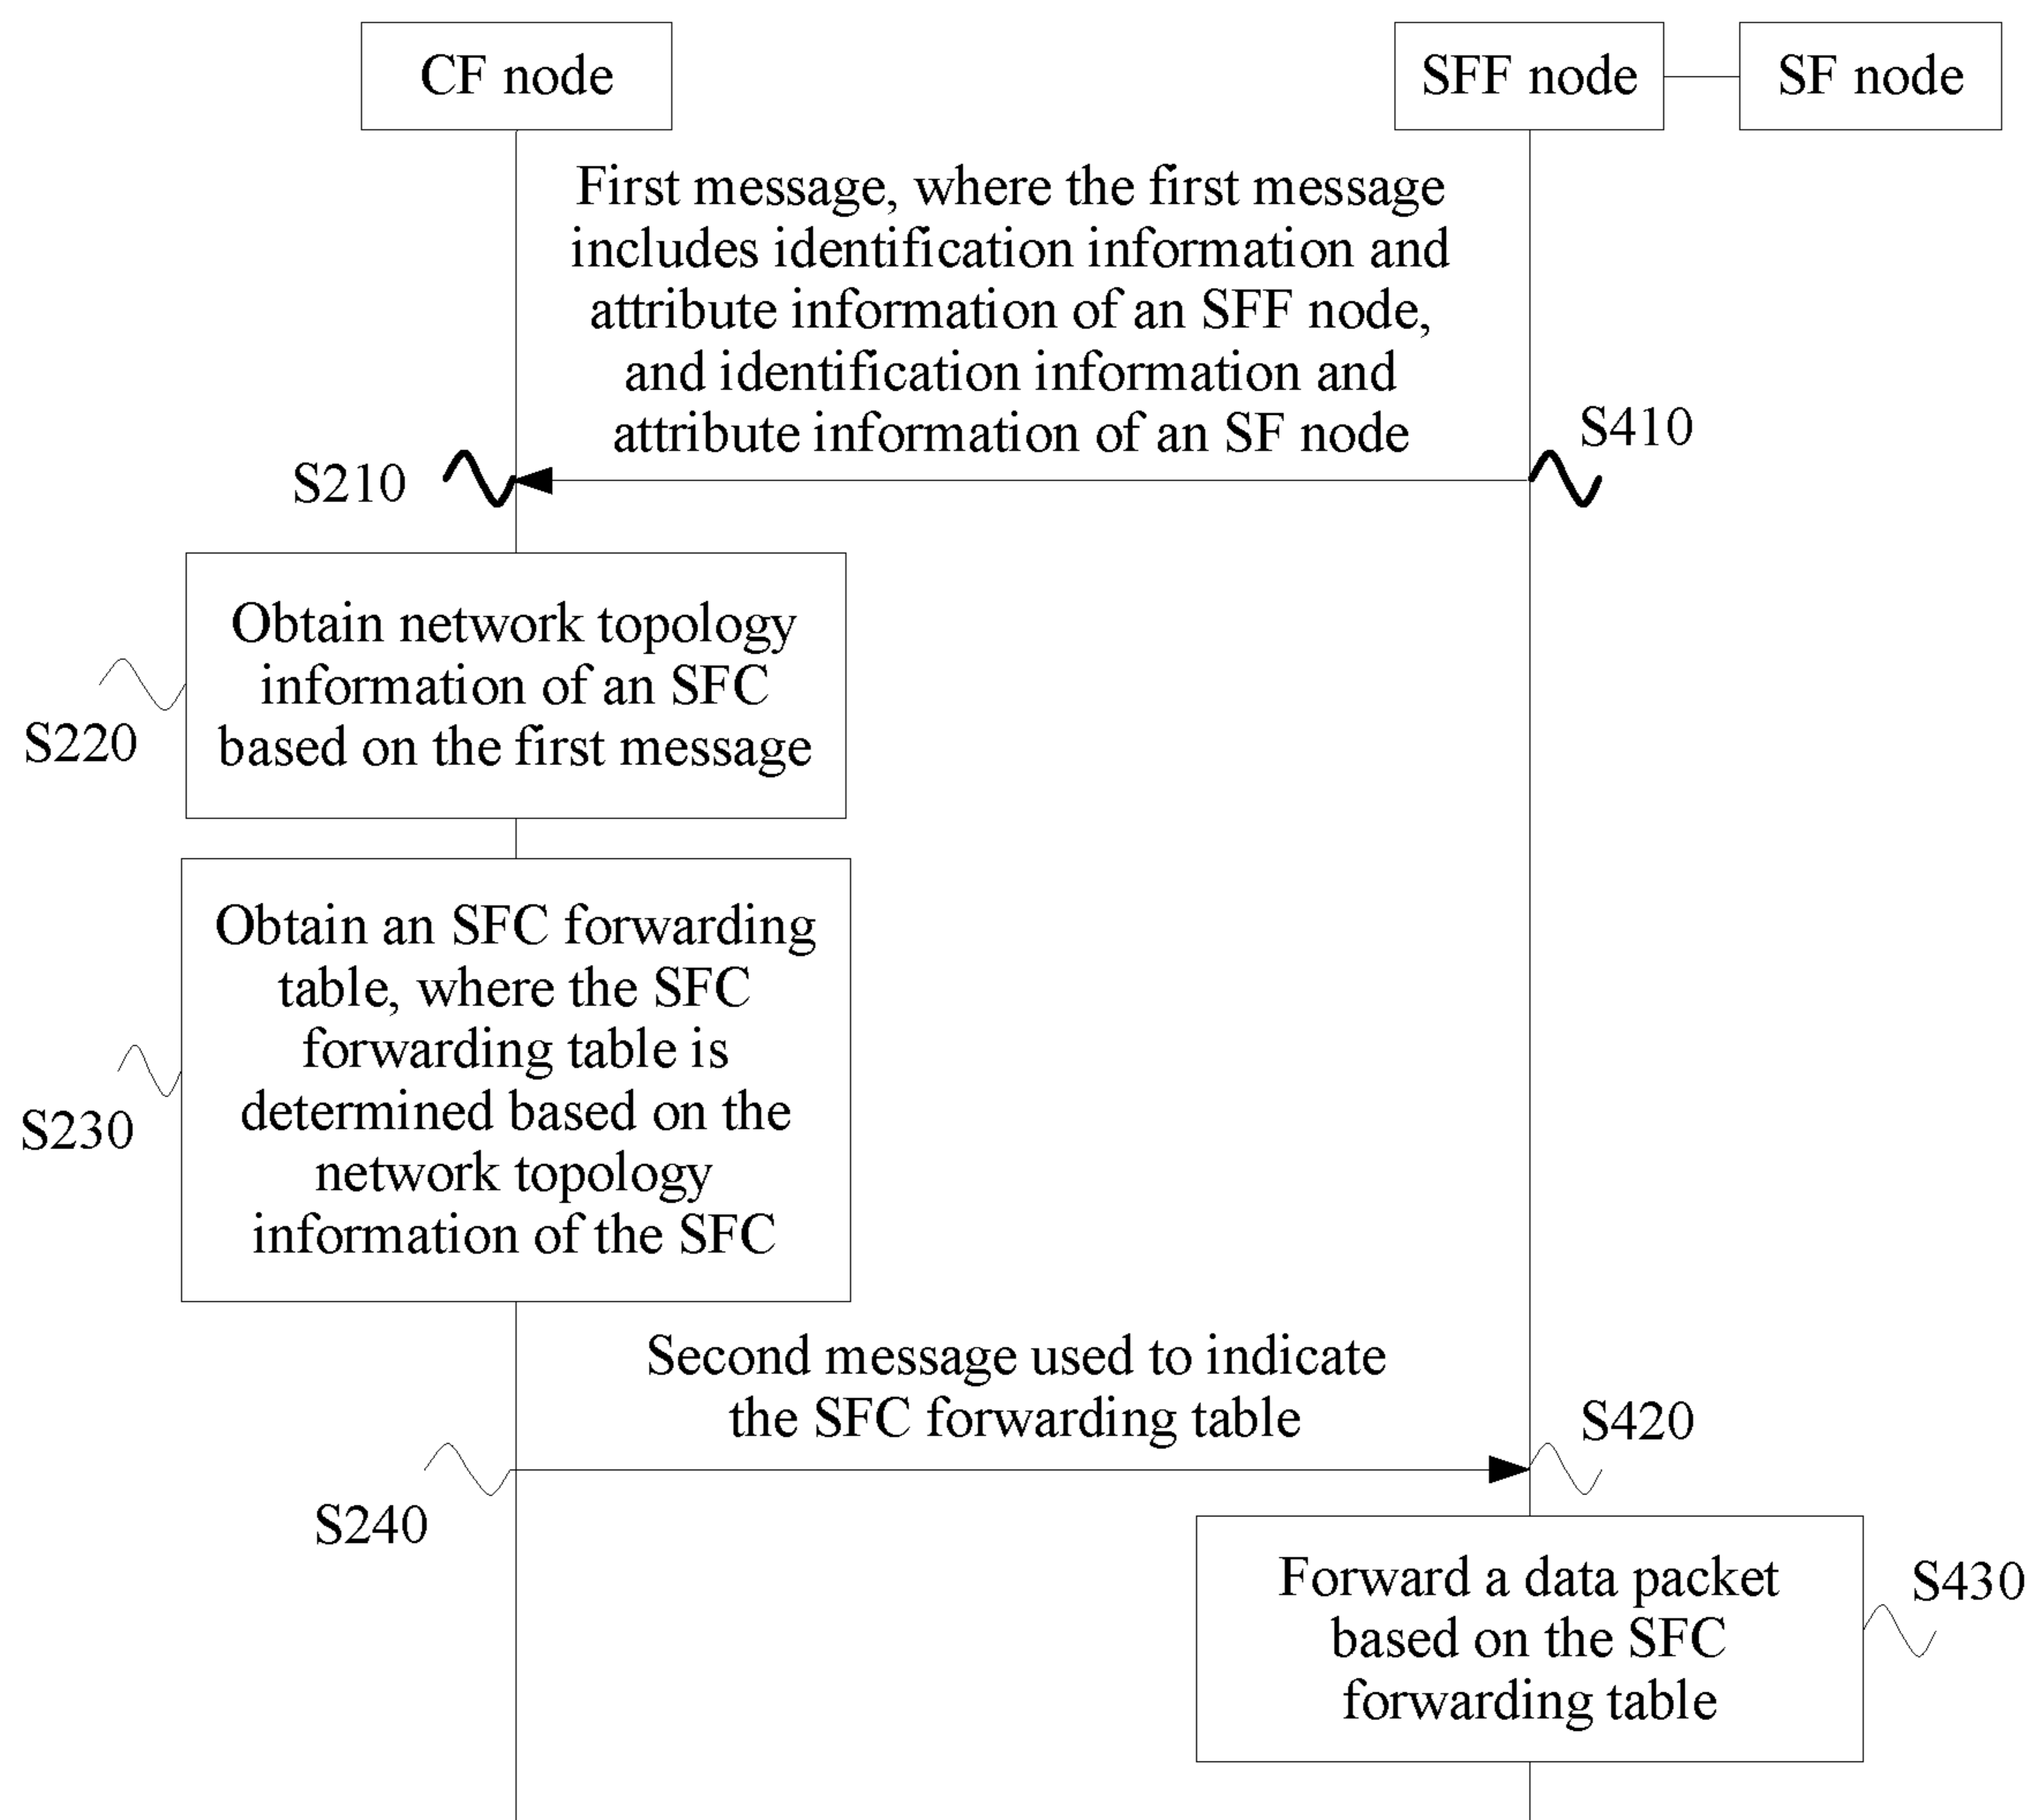 CF node
SFF node
SF node
First message, where the first message
includes identification information and
attribute information of an SFF node,
and identification information and
attribute information of an SF node
S410
S210
Obtain network topology
information of an SFC
based on the first message
S220
Obtain an SFC forwarding
table, where the SFC
forwarding table is
determined based on the
network topology
information of the SFC
S230
Second message used to indicate
the SFC forwarding table
S420
S240
Forward a data packet
based on the SFC
forwarding table
S430